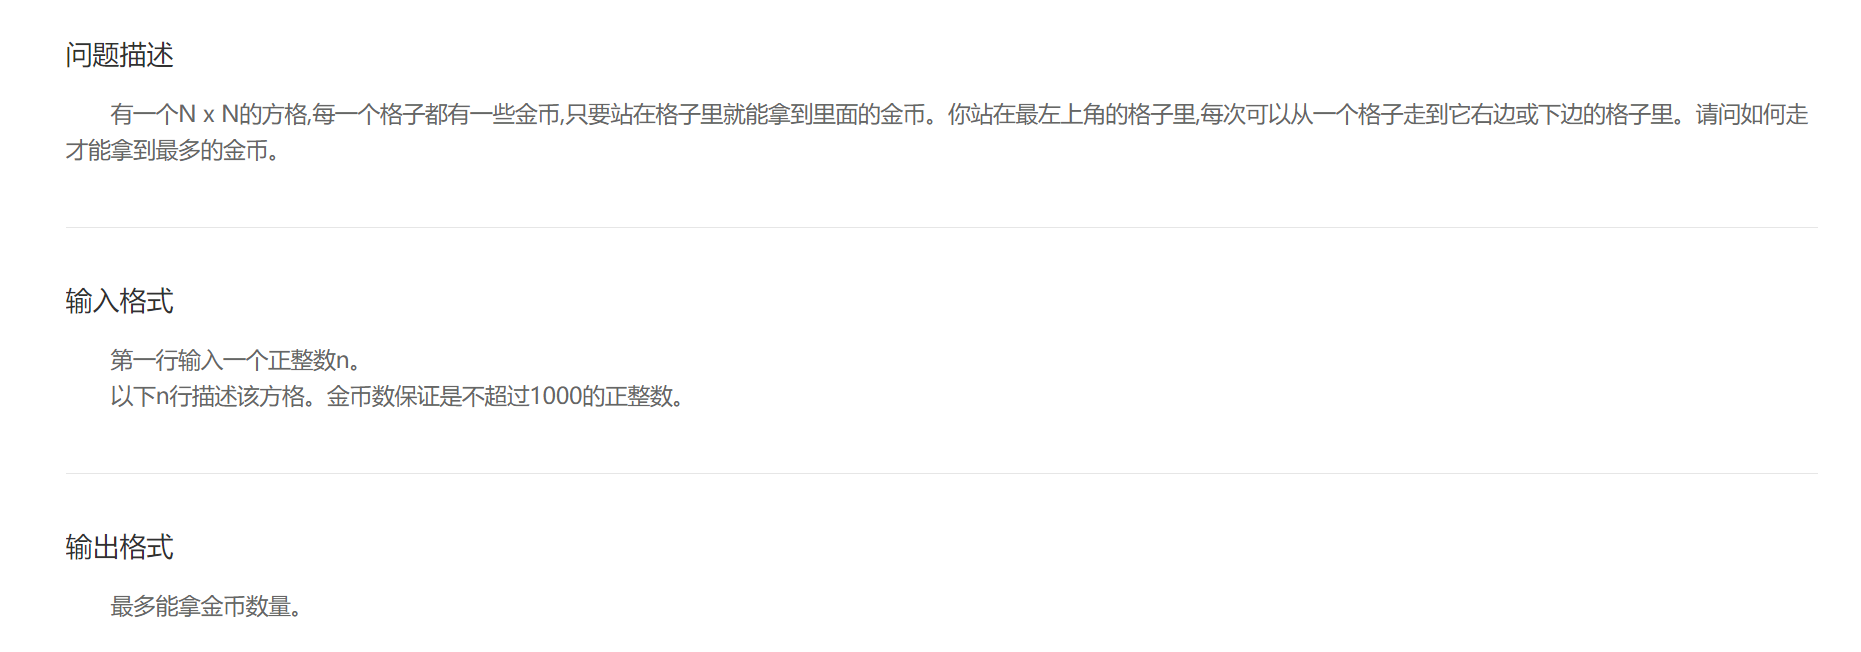 问题描述
有一个N x N的方格,每一个格子都有一些金币,只要站在格子里就能拿到里面的金币。你站在最左上角的格子里,每次可以从一个格子走到它右边或下边的格子里。请问如何走
才能拿到最多的金币。
输入格式
第一行输入一个正整数n。
以下n行描述该方格。金币数保证是不超过1000的正整数。
输出格式
最多能拿金币数量。